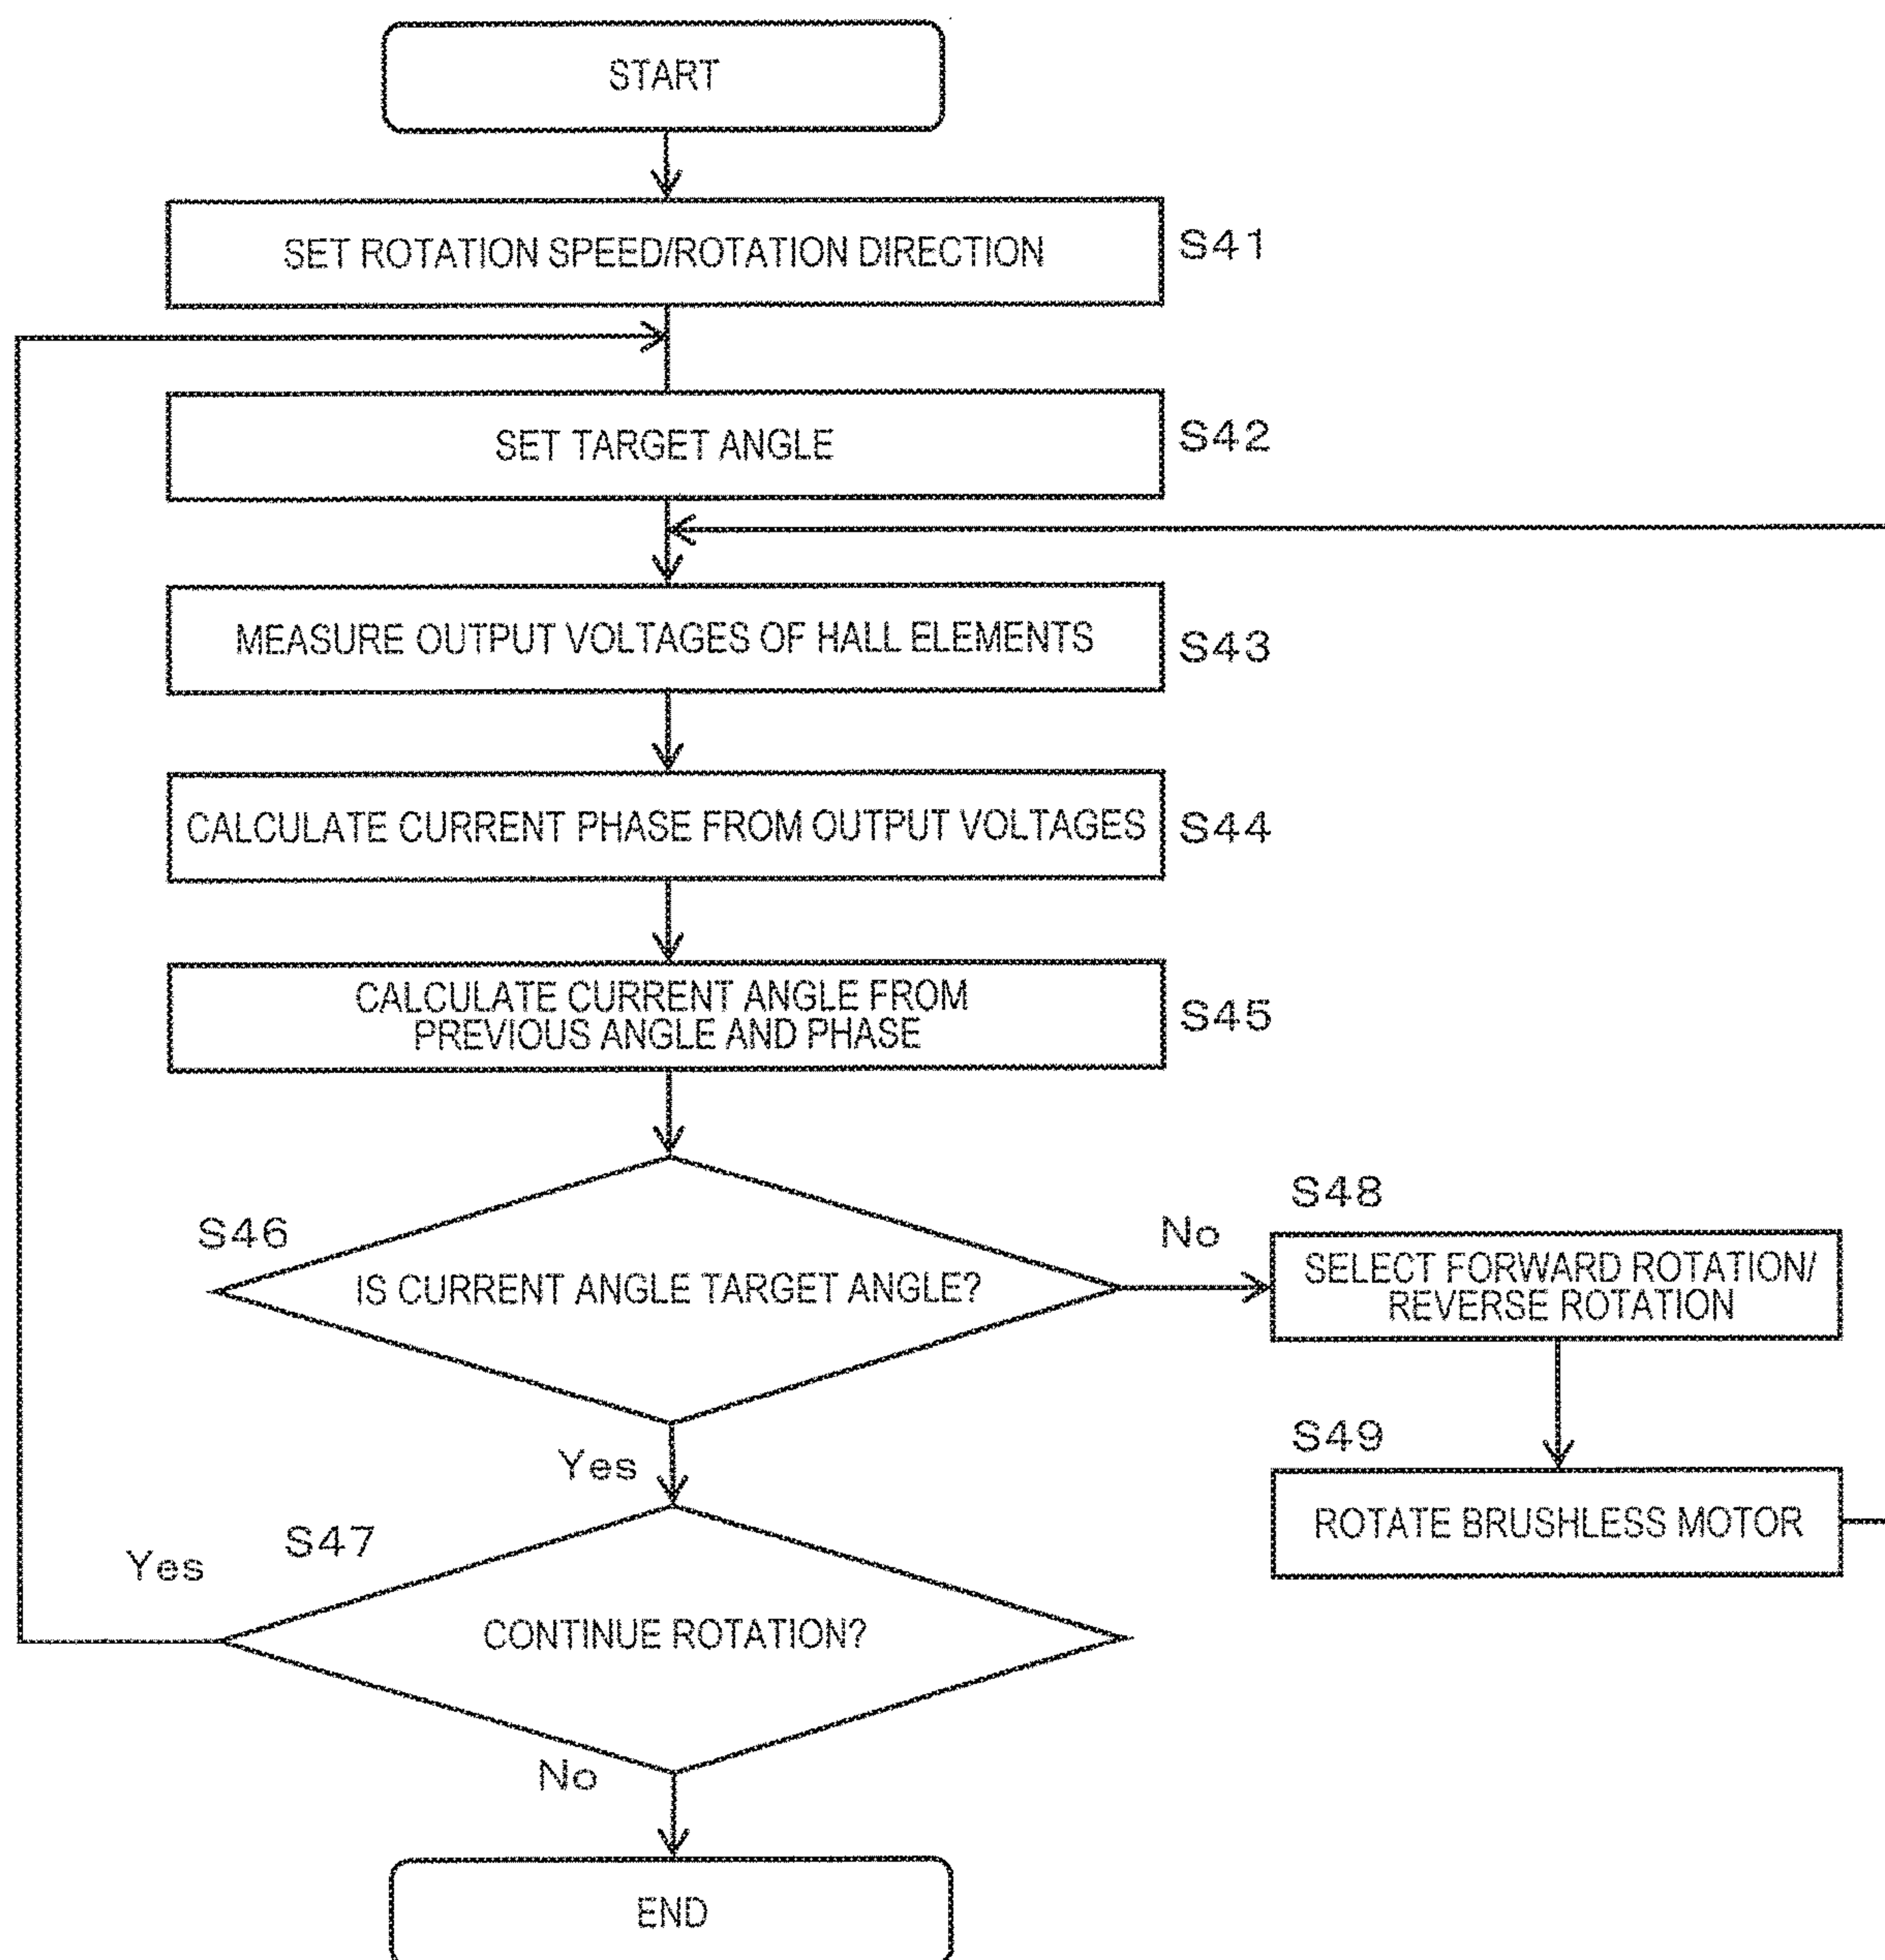 START
SET ROTATION SPEED/ROTATION DIRECTION
S41
SET TARGET ANGLE
S42
MEASURE OUTPUT VOLTAGES OF HALL ELEMENTS
S43
CALCULATE CURRENT PHASE FROM OUTPUT VOLTAGES
S44
CALCULATE CURRENT ANGLE FROM
PREVIOUS ANGLE AND PHASE
S45
S46
IS CURRENT ANGLE TARGET ANGLE?
No
S48
SELECT FORWARD ROTATION/
REVERSE ROTATION
Yes
S49
ROTATE BRUSHLESS MOTOR
S47
Yes
CONTINUE ROTATION?
No
END